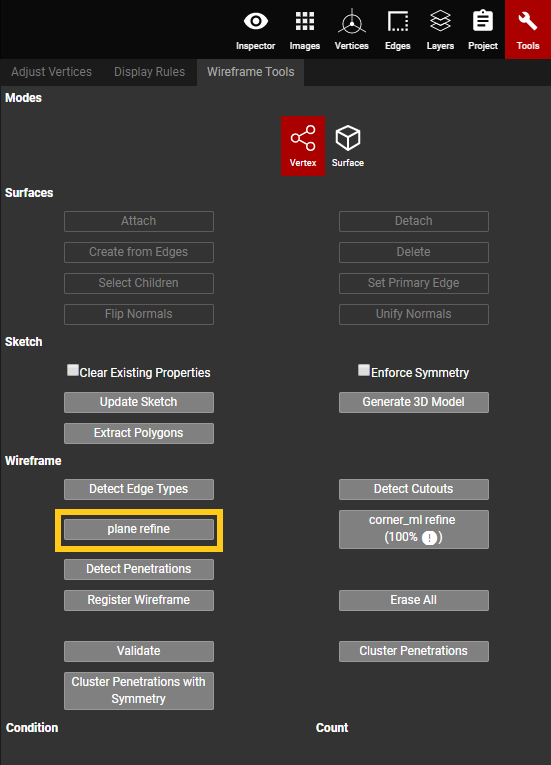 Inspector Images Vertices Edges Layers Project Tools
Adjust Vertices Display Rules Wireframe Tools
Modes
Vertex Surface
Surfaces
Attach Detach
Create from Edges Delete
Select Children Set Primary Edge
Flip Normals Unify Normals
Sketch
Clear Existing Properties Enforce Symmetry
Update Sketch Generate 3D Model
Extract Polygons
Wireframe
Detect Edge Types Detect Cutouts
plane refine
corner_ml refine
(100% !)
Detect Penetrations
Register Wireframe Erase All
Validate Cluster Penetrations
Cluster Penetrations with
Symmetry
Condition Count